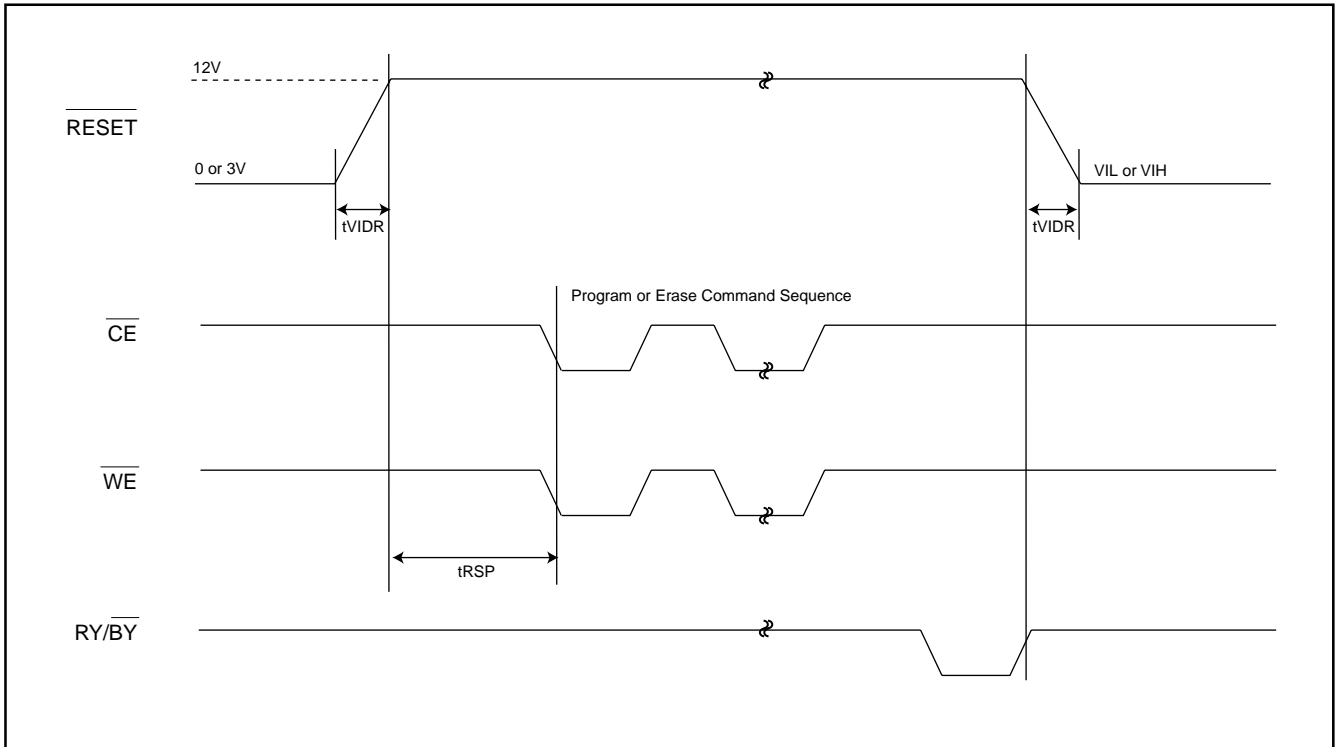 12V
RESET
0 or 3V
VIL or VIH
tVIDR
tVIDR
Program or Erase Command Sequence
CE
WE
tRSP
RY/BY